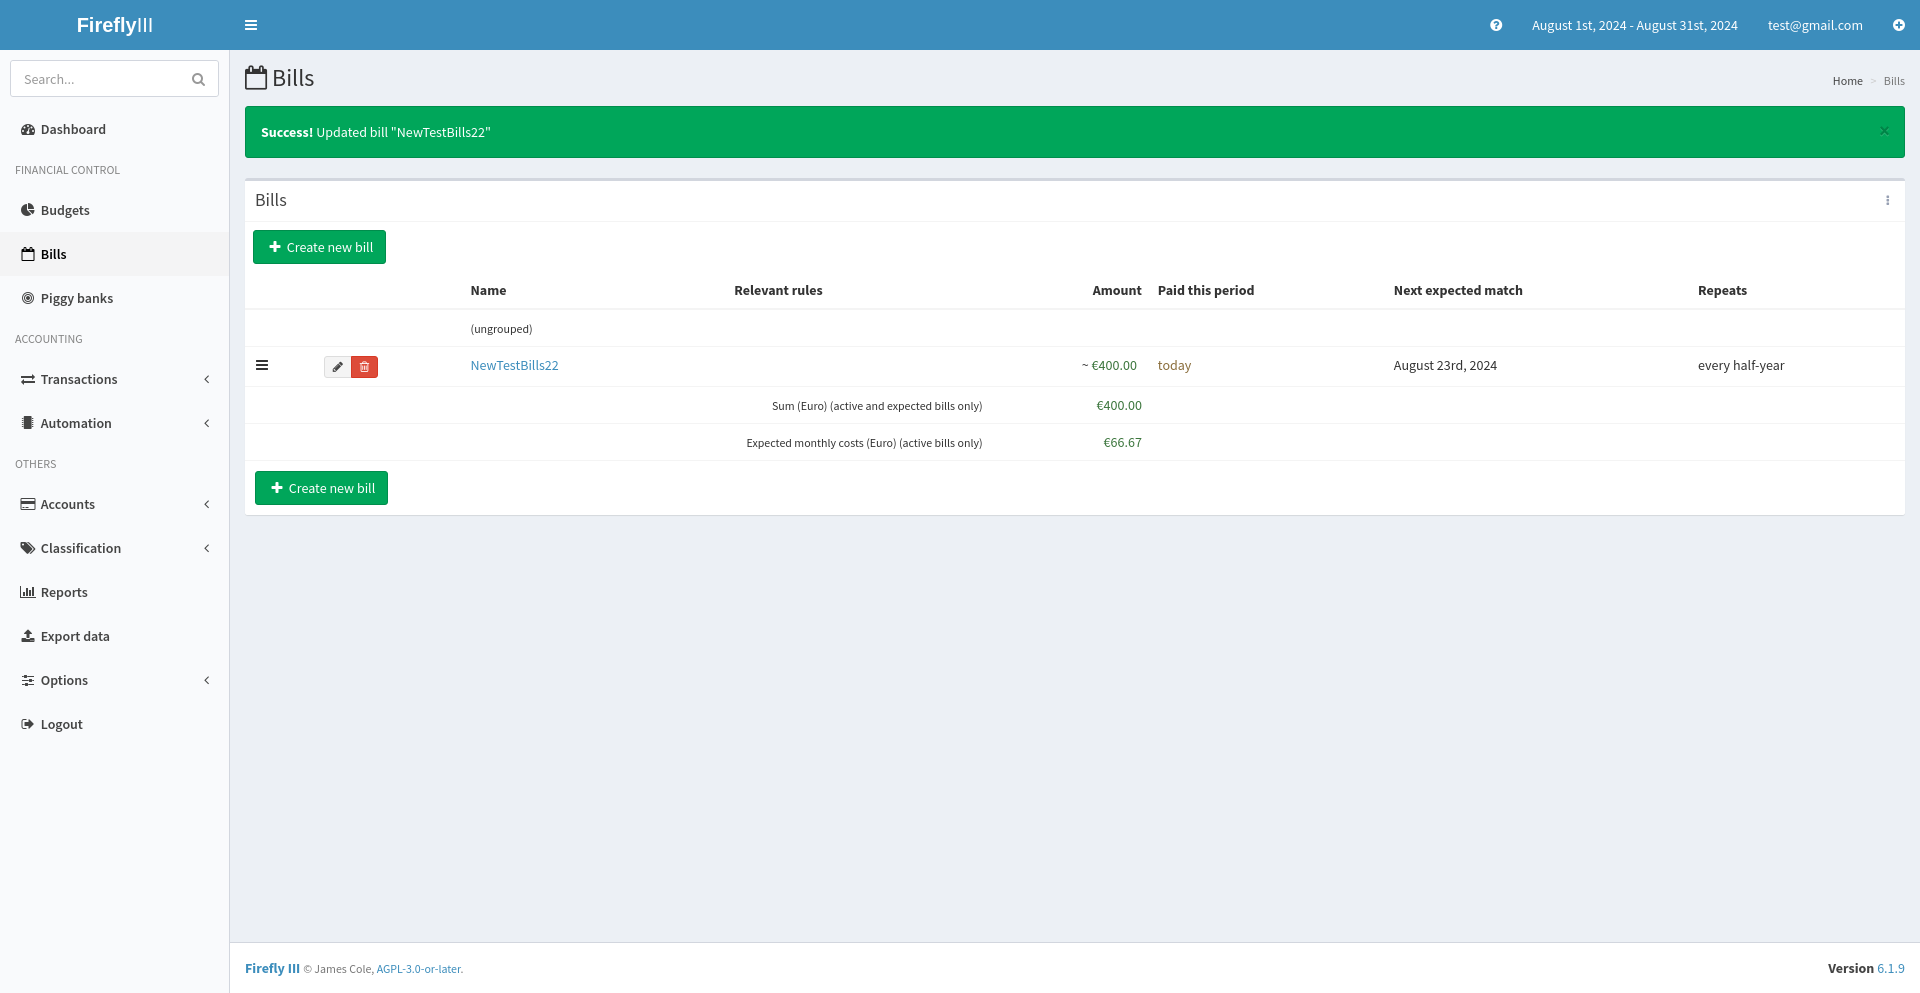 FireflyIII
August 1st, 2024 - August 31st, 2024
test@gmail.com
Search...
Dashboard
FINANCIAL CONTROL
Budgets
Bills
Piggy banks
ACCOUNTING
Transactions
Automation
OTHERS
Accounts
Classification
Reports
Export data
Options
Logout
Bills
Home > Bills
Success! Updated bill "NewTestBills22"
×
Bills
Create new bill
Name Relevant rules Amount Paid this period Next expected match Repeats
(ungrouped)
NewTestBills22 ~ €400.00 today August 23rd, 2024 every half-year
Sum (Euro) (active and expected bills only) €400.00
Expected monthly costs (Euro) (active bills only) €66.67
Create new bill
Firefly III © James Cole, AGPL-3.0-or-later.
Version 6.1.9